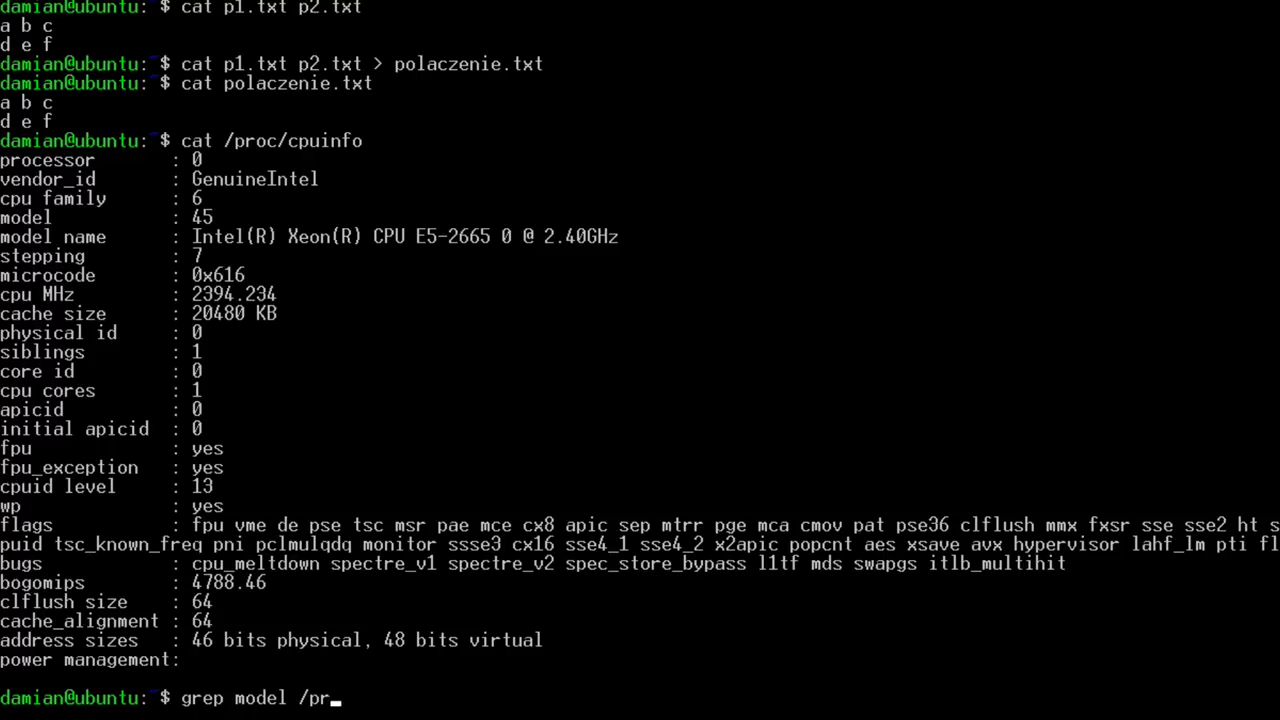 damian@ubuntu:~$ cat p1.txt p2.txt
a b c
d e f
damian@ubuntu:~$ cat p1.txt p2.txt > polaczenie.txt
damian@ubuntu:~$ cat polaczenie.txt
a b c
d e f
damian@ubuntu:~$ cat /proc/cpuinfo
processor : 0
vendor_id : GenuineIntel
cpu family : 6
model : 45
model name : Intel(R) Xeon(R) CPU E5-2665 0 @ 2.40GHz
stepping : 7
microcode : 0x616
cpu MHz : 2394.234
cache size : 20480 KB
physical id : 0
siblings : 1
core id : 0
cpu cores : 1
apicid : 0
initial apicid : 0
fpu : yes
fpu_exception : yes
cpuid level : 13
wp : yes
flags : fpu vme de pse tsc msr pae mce cx8 apic sep mtrr pge mca cmov pat pse36 clflush mmx fxsr sse sse2 ht s
puid tsc_known_freq pni pclmulqdq monitor ssse3 cx16 sse4_1 sse4_2 x2apic popcnt aes xsave avx hypervisor lahf_lm pti fl
bugs : cpu_meltdown spectre_v1 spectre_v2 spec_store_bypass l1tf mds swapgs itlb_multihit
bogomips : 4788.46
clflush size : 64
cache_alignment : 64
address sizes : 46 bits physical, 48 bits virtual
power management:
damian@ubuntu:~$ grep model /pr_